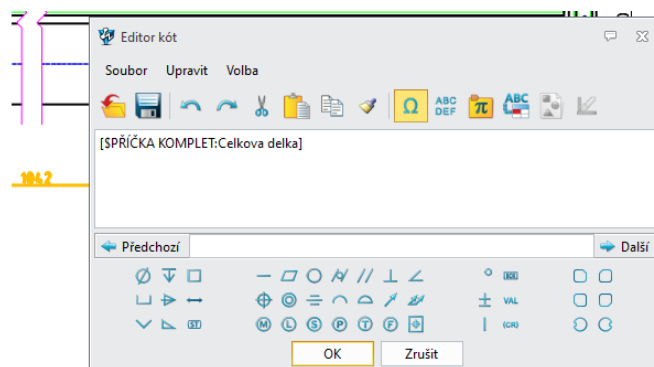 Editor kót
Soubor Upravit Volba
Ω ABC DEF π ABC
[$PŘÍČKA KOMPLET:Celkova delka]
1042
Předchozí Další
BOX
± VAL
ST M L S P T F (CR)
OK Zrušit